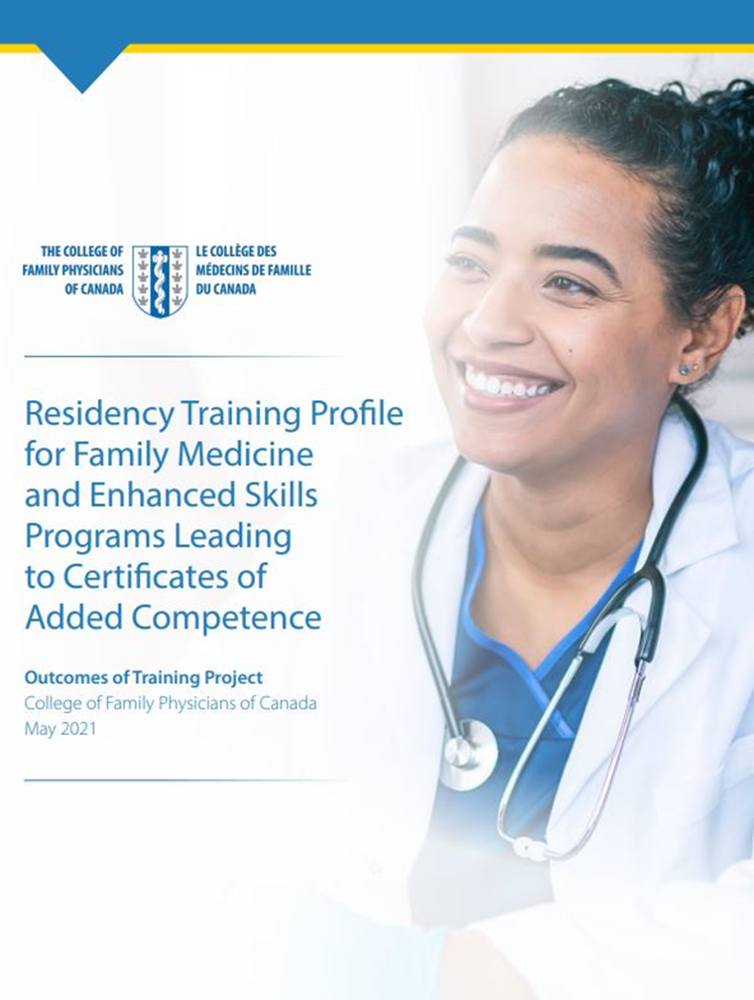 THE COLLEGE OF
FAMILY PHYSICIANS
OF CANADA
LE COLLÈGE DES
MÉDECINS DE FAMILLE
DU CANADA
Residency Training Profile
for Family Medicine
and Enhanced Skills
Programs Leading
to Certificates of
Added Competence
Outcomes of Training Project
College of Family Physicians of Canada
May 2021